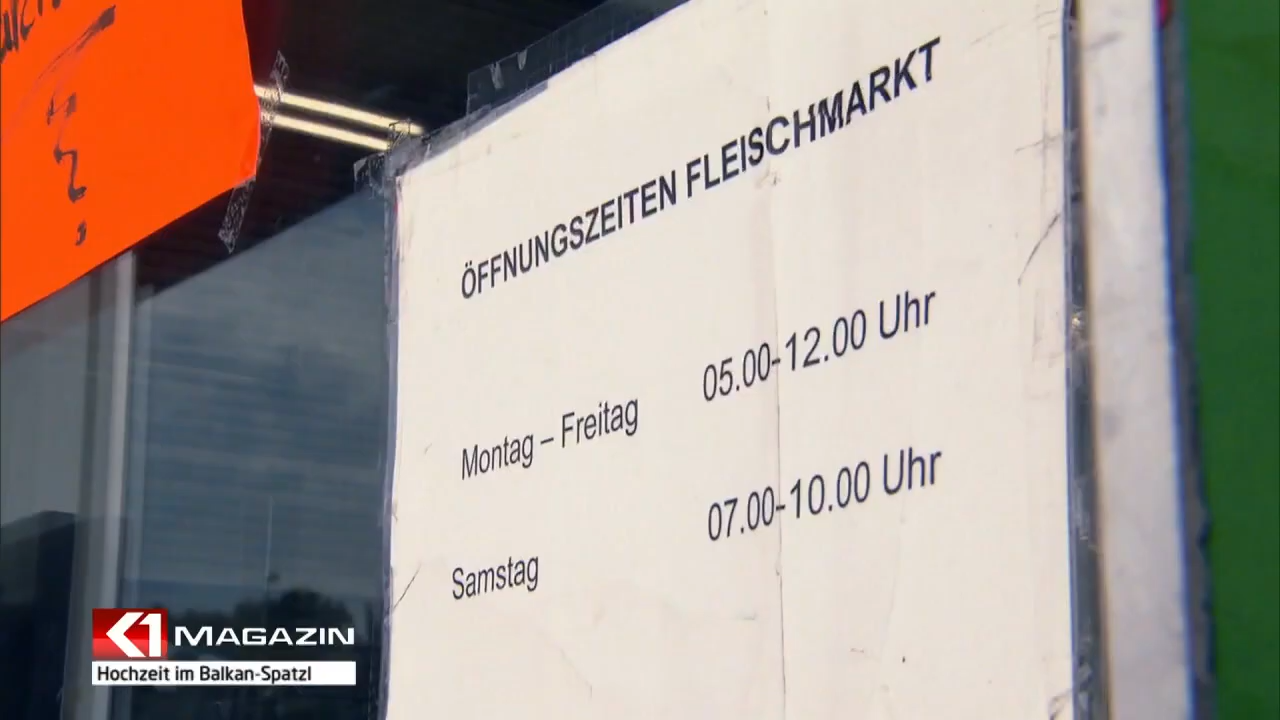 ÖFFNUNGSZEITEN FLEISCHMARKT
Montag – Freitag 05.00-12.00 Uhr
Samstag 07.00-10.00 Uhr
K1 MAGAZIN
Hochzeit im Balkan-Spatzl